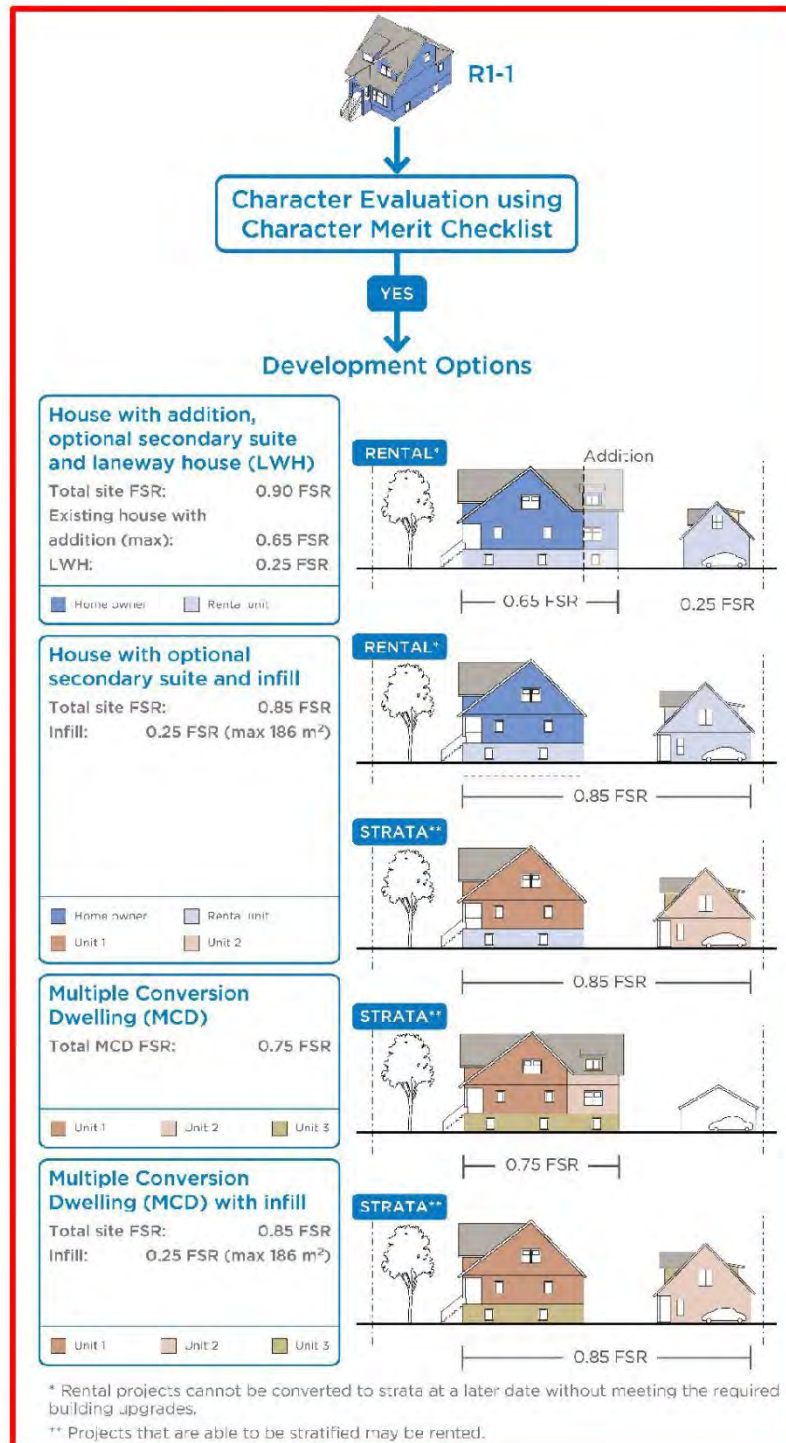 R1-1
Character Evaluation using
Character Merit Checklist
YES
Development Options
House with addition,
optional secondary suite
and laneway house (LWH)
Total site FSR: 0.90 FSR
Existing house with
addition (max): 0.65 FSR
LWH: 0.25 FSR
Home owner Rental unit
RENTAL*
Addition
0.65 FSR 0.25 FSR
House with optional
secondary suite and infill
Total site FSR: 0.85 FSR
Infill: 0.25 FSR (max 186 m²)
Home owner Rental unit
Unit 1 Unit 2
RENTAL*
0.85 FSR
STRATA**
0.85 FSR
Multiple Conversion
Dwelling (MCD)
Total MCD FSR: 0.75 FSR
Unit 1 Unit 2 Unit 3
STRATA**
0.75 FSR
Multiple Conversion
Dwelling (MCD) with infill
Total site FSR: 0.85 FSR
Infill: 0.25 FSR (max 186 m²)
Unit 1 Unit 2 Unit 3
STRATA**
0.85 FSR
* Rental projects cannot be converted to strata at a later date without meeting the required
building upgrades.
** Projects that are able to be stratified may be rented.